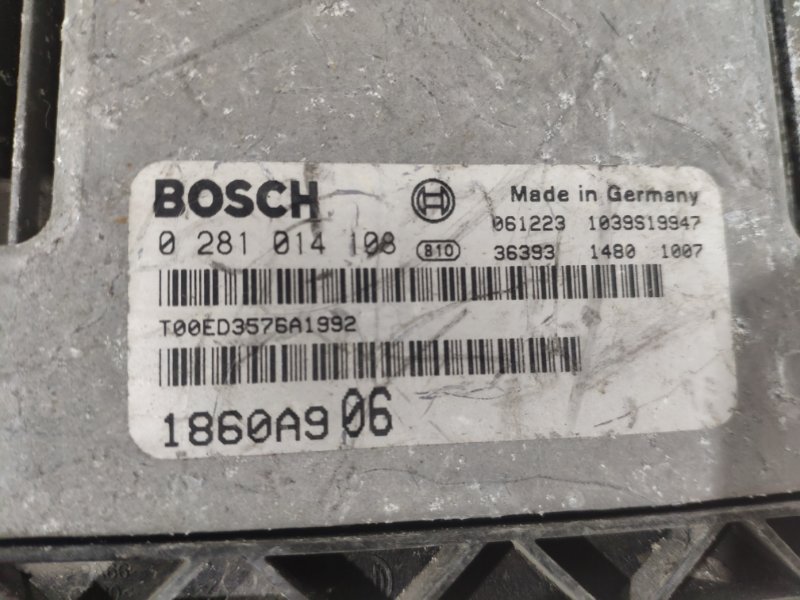 BOSCH
Made in Germany
0 281 014 108
810
061223 1039S19947
36393 1480 1007
T00ED3576A1992
1860A906